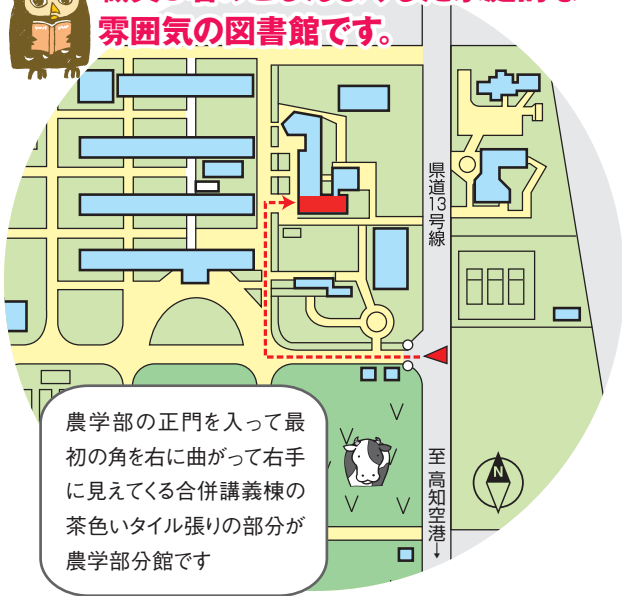 雰囲気の図書館です。
県道13号線
農学部の正門を入って最
初の角を右に曲がって右手
に見えてくる合併講義棟の
茶色いタイル張りの部分が
農学部分館です
至 高知空港→
N